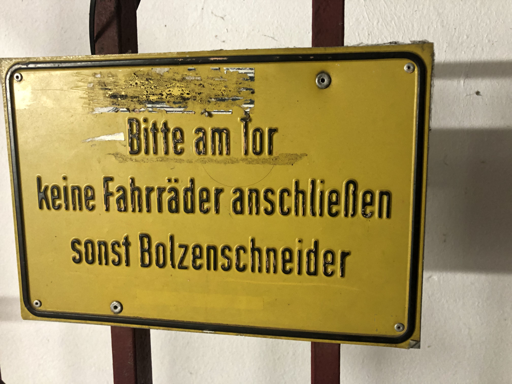 Bitte am Tor
keine Fahrräder anschließen
sonst Bolzenschneider